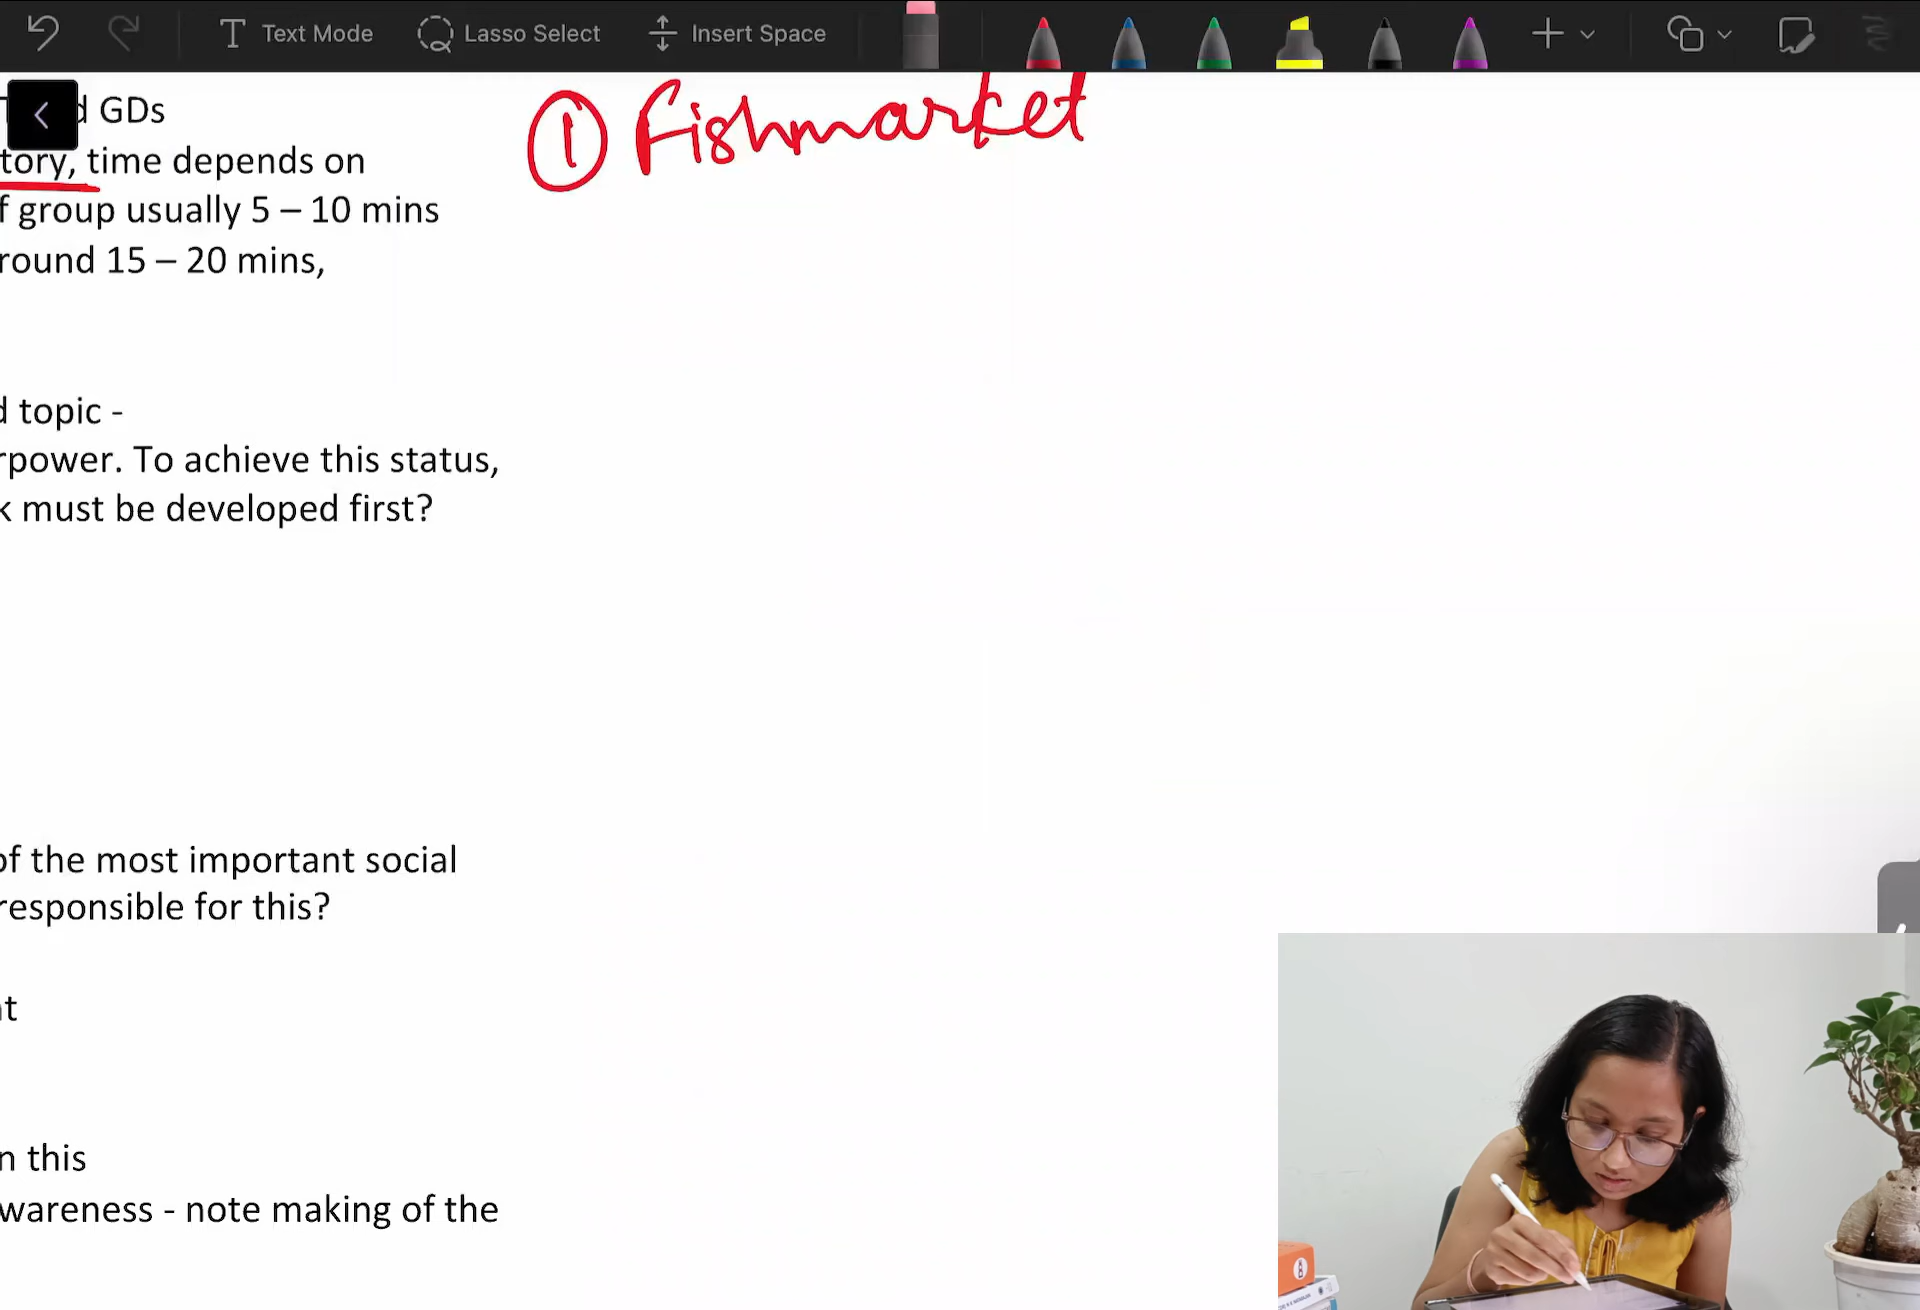 Text Mode Lasso Select Insert Space
d GDs
① Fishmarket
tory, time depends on
f group usually 5 – 10 mins
round 15 – 20 mins,
d topic -
rpower. To achieve this status,
k must be developed first?
of the most important social
responsible for this?
nt
n this
wareness - note making of the